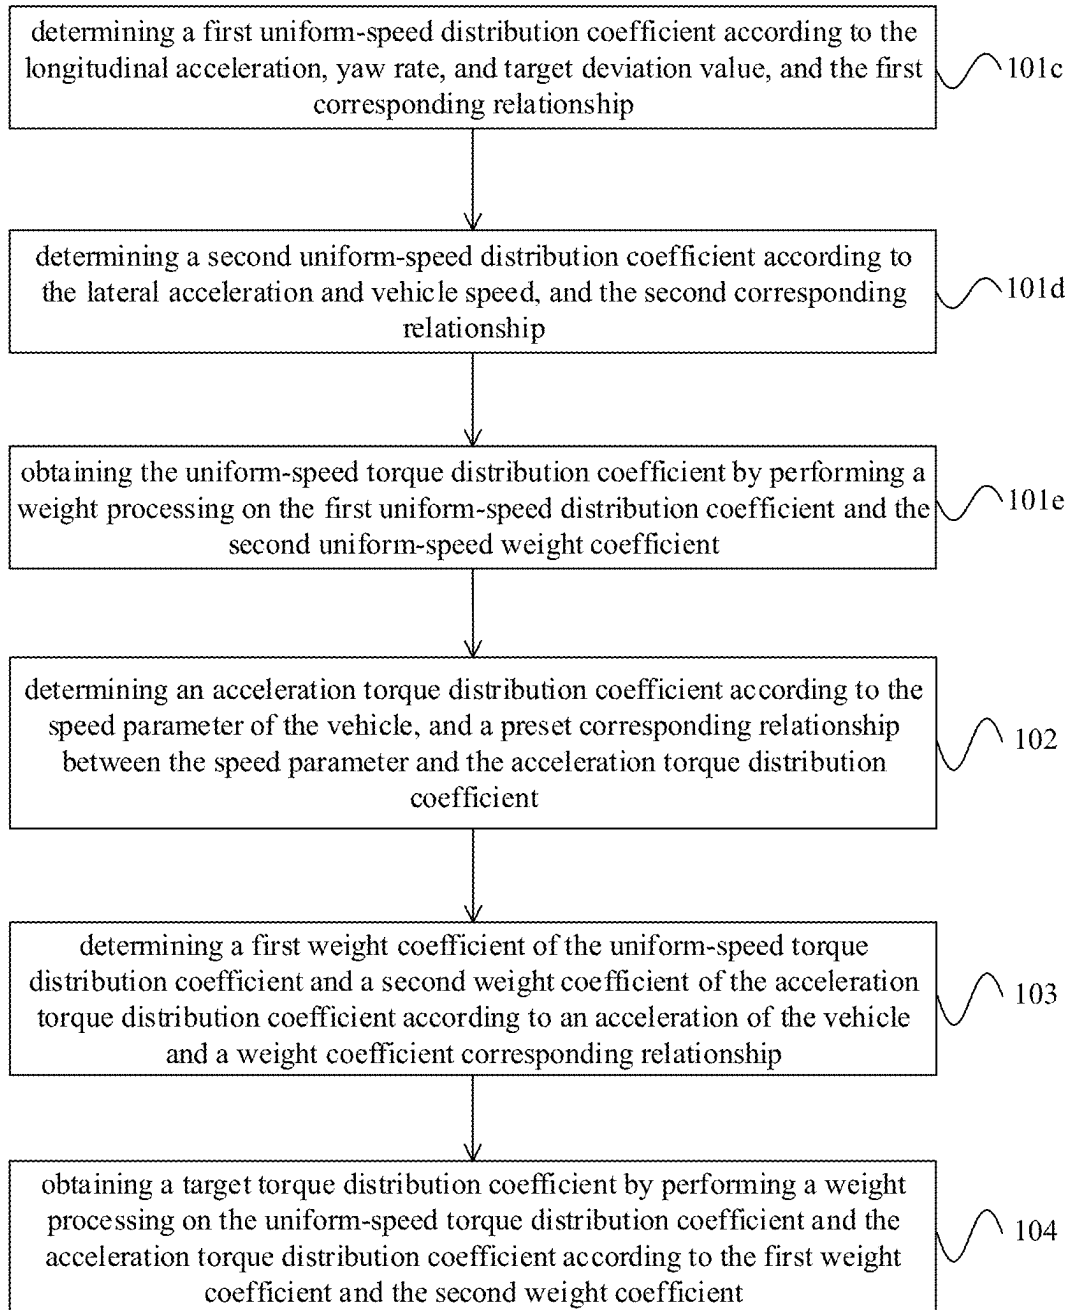 determining a first uniform-speed distribution coefficient according to the
longitudinal acceleration, yaw rate, and target deviation value, and the first
corresponding relationship
101c
determining a second uniform-speed distribution coefficient according to
the lateral acceleration and vehicle speed, and the second corresponding
relationship
101d
obtaining the uniform-speed torque distribution coefficient by performing a
weight processing on the first uniform-speed distribution coefficient and the
second uniform-speed weight coefficient
101e
determining an acceleration torque distribution coefficient according to the
speed parameter of the vehicle, and a preset corresponding relationship
between the speed parameter and the acceleration torque distribution
coefficient
102
determining a first weight coefficient of the uniform-speed torque
distribution coefficient and a second weight coefficient of the acceleration
torque distribution coefficient according to an acceleration of the vehicle
and a weight coefficient corresponding relationship
103
obtaining a target torque distribution coefficient by performing a weight
processing on the uniform-speed torque distribution coefficient and the
acceleration torque distribution coefficient according to the first weight
coefficient and the second weight coefficient
104